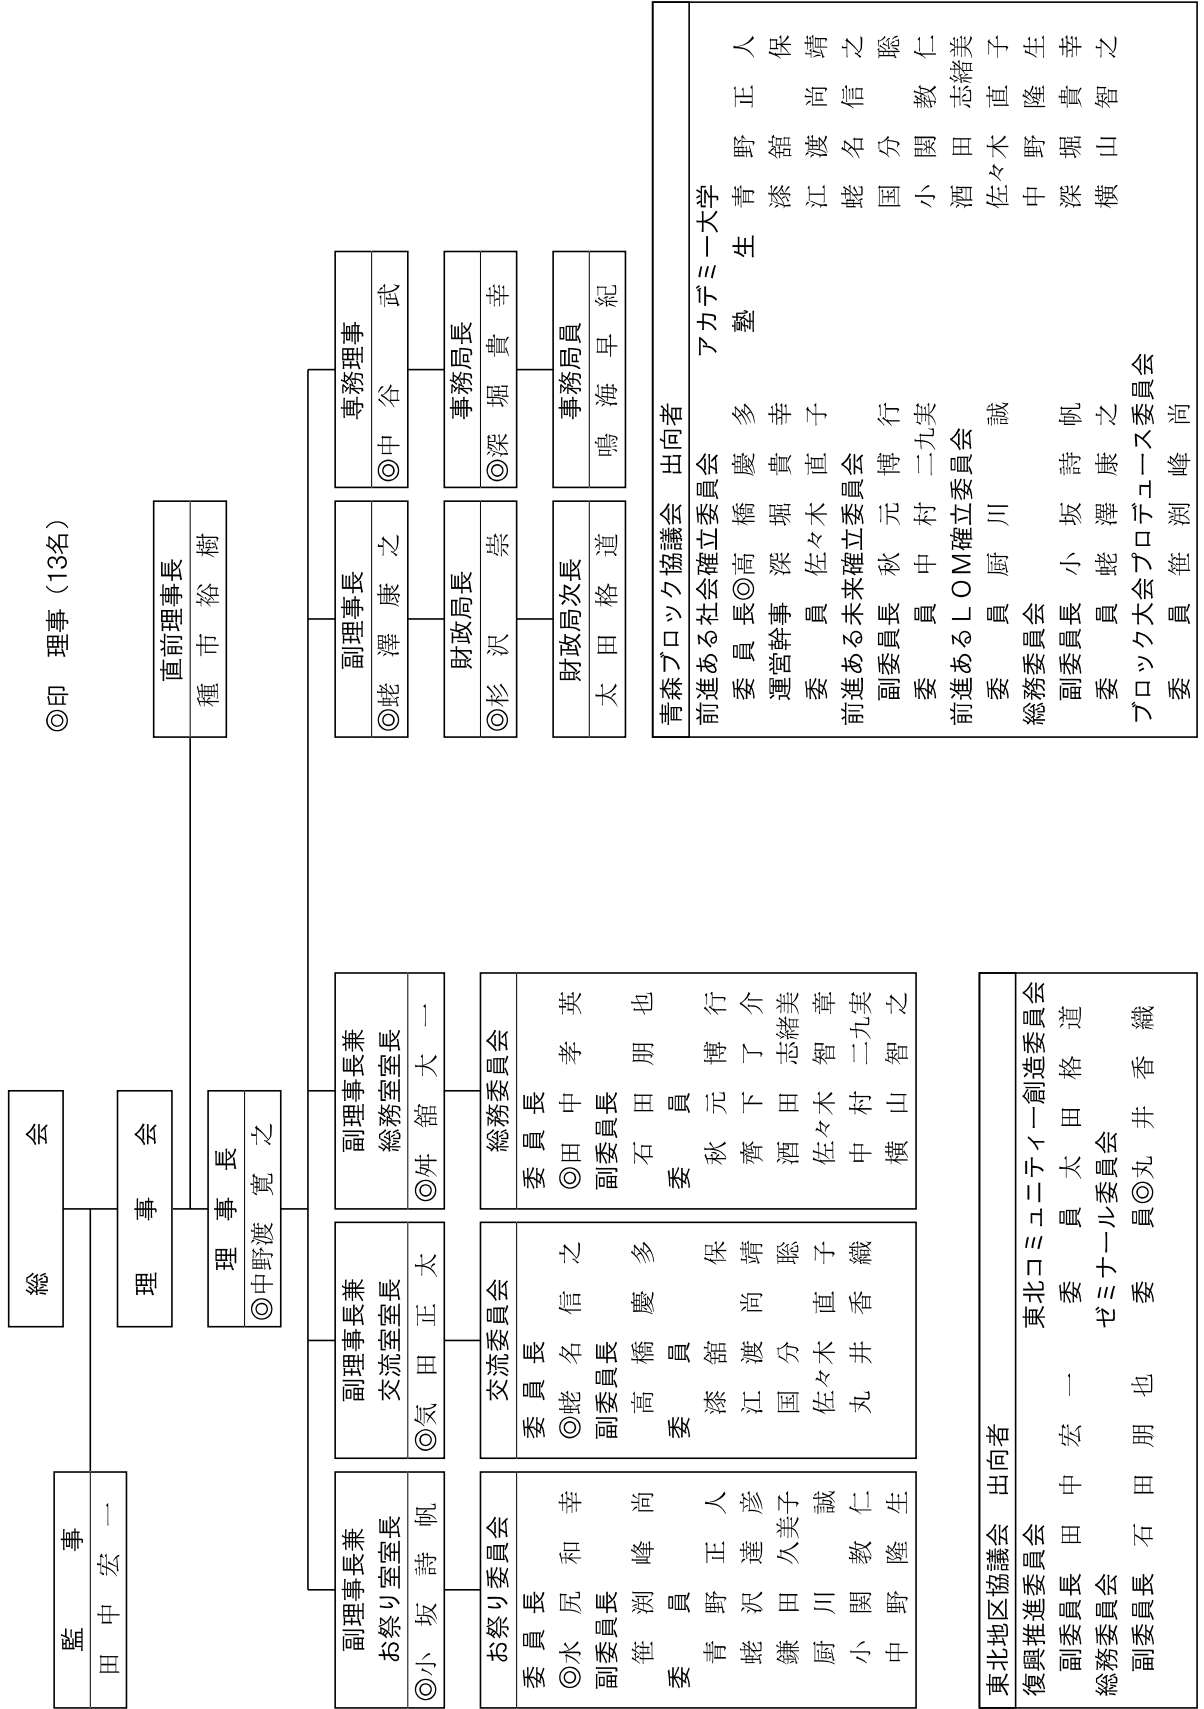 ◎印　理事（13名）
総会
監事
田中宏一
理事会
直前理事長
種市裕樹
理事長
◎中野渡寛之
副理事長兼
お祭り室室長
◎小坂詩帆
お祭り委員会
委員長
◎水尻和幸
副委員長
笹渕峰尚
委員
青野正人
蛯沢達彦
鎌田久美子
厨川誠
小関教仁
中野隆生
副理事長兼
交流室室長
◎気田正太
交流委員会
委員長
◎蛯名信之
副委員長
高橋慶多
委員
漆舘保
江渡尚靖
国分聡
佐々木直子
丸井香織
副理事長兼
総務室室長
◎舛舘大一
総務委員会
委員長
◎田中孝英
副委員長
石田朋也
委員
秋元博行
齊下了介
酒田志緒美
佐々木智章
中村二九実
横山智之
副理事長
◎蛯澤康之
財政局長
◎杉沢崇
財政局次長
太田格道
専務理事
◎中谷武
事務局長
◎深堀貴幸
事務局員
鳴海早紀
東北地区協議会　出向者
復興推進委員会
副委員長　田中宏一
総務委員会
副委員長　石田朋也
東北コミュニティー創造委員会
委員　太田格道
ゼミナール委員会
委員◎丸井香織
青森ブロック協議会　出向者
前進ある社会確立委員会
委員長◎高橋慶多
運営幹事　深堀貴幸
委員　佐々木直子
前進ある未来確立委員会
副委員長　秋元博行
委員　中村二九実
前進あるＬＯＭ確立委員会
委員　厨川誠
総務委員会
副委員長　小坂詩帆
委員　蛯澤康之
ブロック大会プロデュース委員会
委員　笹渕峰尚
アカデミー大学
塾生　青野正人
漆舘保
江渡尚靖
蛯名信之
国分聡
小関教仁
酒田志緒美
佐々木直子
中野隆生
深堀貴幸
横山智之